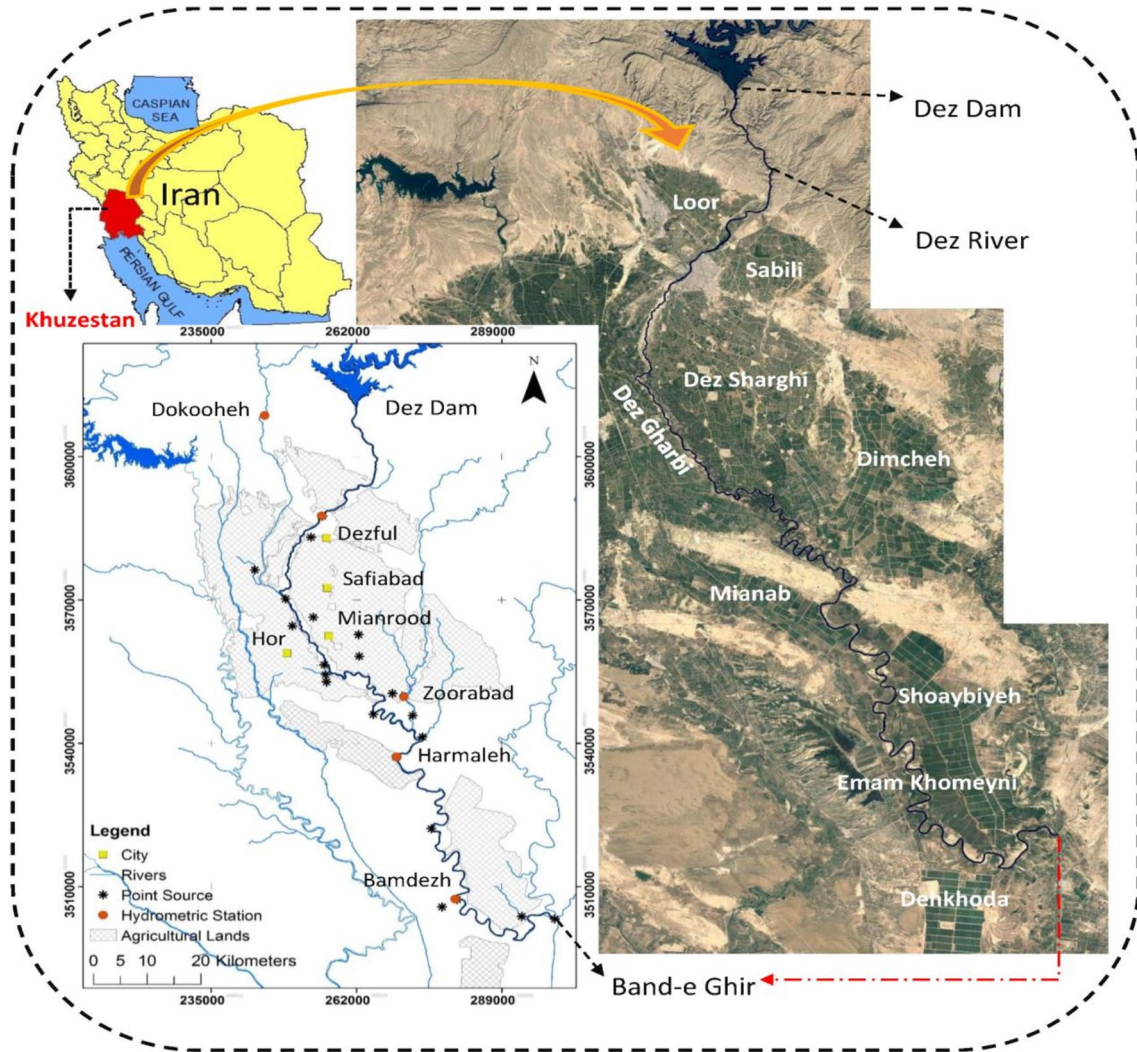 CASPIAN
SEA
Iran
PERSIAN GULF
Khuzestan
Dez Dam
Dez River
Loor
Sabili
Dez Sharghi
Dez Gharbi
Dimcheh
Mianab
Shoaybiyeh
Emam Khomeyni
Dehkhoda
235000 262000 289000
N
Dokooheh
Dez Dam
3600000 3600000
Dezful
Safiabad
3570000 3570000
Mianrood
Hor
Zoorabad
3540000 3540000
Harmaleh
Bamdezh
3510000 3510000
Legend
City
Rivers
Point Source
Hydrometric Station
Agricultural Lands
0 5 10 20 Kilometers
235000 262000 289000
Band-e Ghir